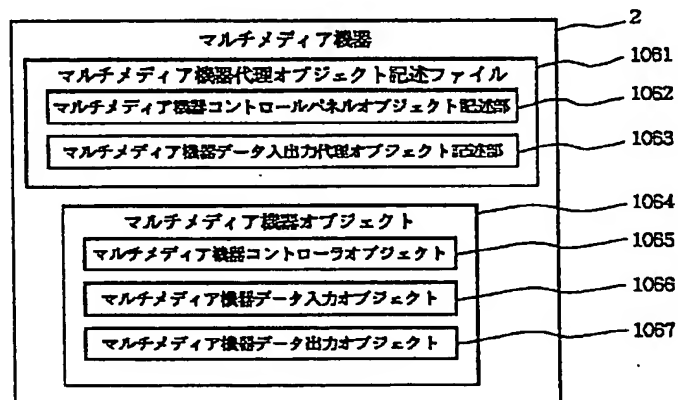 マルチメディア機器
2
マルチメディア機器代理オブジェクト記述ファイル
1061
マルチメディア機器コントロールパネルオブジェクト記述部
1062
マルチメディア機器データ入出力代理オブジェクト記述部
1063
マルチメディア機器オブジェクト
1064
マルチメディア機器コントローラオブジェクト
1065
マルチメディア機器データ入力オブジェクト
1066
マルチメディア機器データ出力オブジェクト
1067